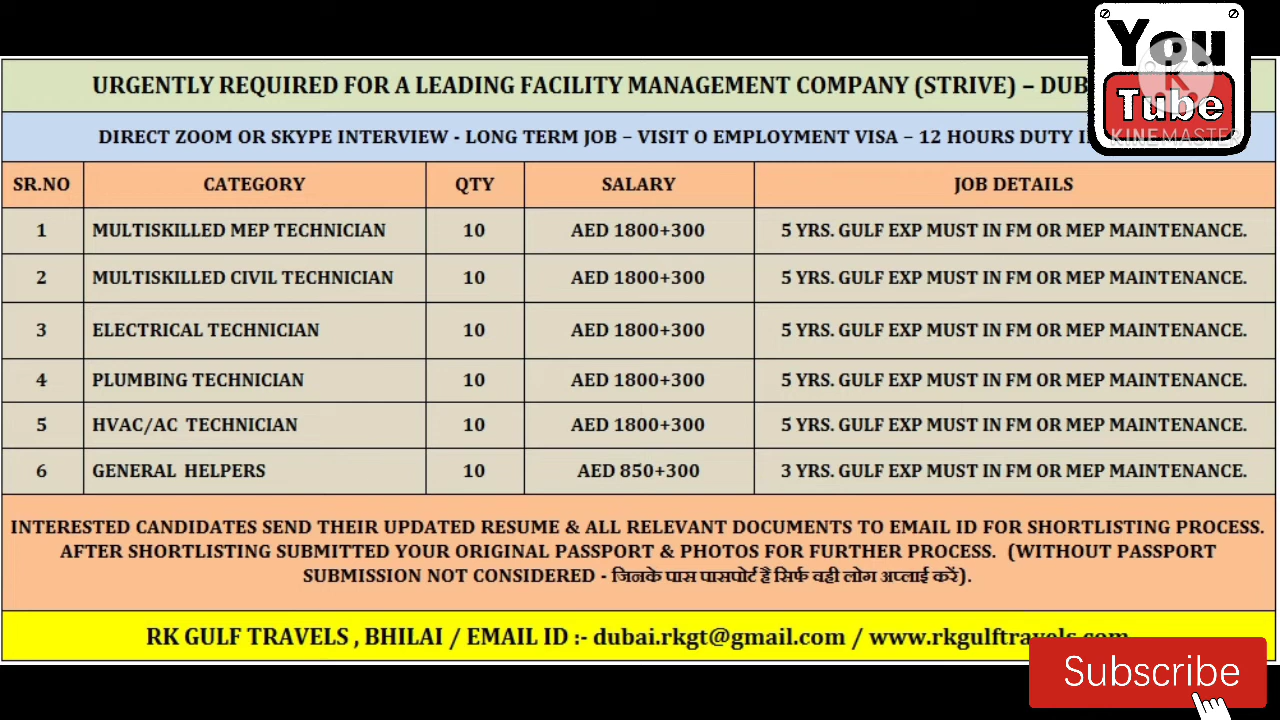 You
Tube
KINEMASTER
URGENTLY REQUIRED FOR A LEADING FACILITY MANAGEMENT COMPANY (STRIVE) –
DIRECT ZOOM OR SKYPE INTERVIEW - LONG TERM JOB – VISIT O EMPLOYMENT VISA – 12 HOURS DUTY
SR.NO CATEGORY QTY SALARY JOB DETAILS
1 MULTISKILLED MEP TECHNICIAN 10 AED 1800+300 5 YRS. GULF EXP MUST IN FM OR MEP MAINTENANCE.
2 MULTISKILLED CIVIL TECHNICIAN 10 AED 1800+300 5 YRS. GULF EXP MUST IN FM OR MEP MAINTENANCE.
3 ELECTRICAL TECHNICIAN 10 AED 1800+300 5 YRS. GULF EXP MUST IN FM OR MEP MAINTENANCE.
4 PLUMBING TECHNICIAN 10 AED 1800+300 5 YRS. GULF EXP MUST IN FM OR MEP MAINTENANCE.
5 HVAC/AC TECHNICIAN 10 AED 1800+300 5 YRS. GULF EXP MUST IN FM OR MEP MAINTENANCE.
6 GENERAL HELPERS 10 AED 850+300 3 YRS. GULF EXP MUST IN FM OR MEP MAINTENANCE.
INTERESTED CANDIDATES SEND THEIR UPDATED RESUME & ALL RELEVANT DOCUMENTS TO EMAIL ID FOR SHORTLISTING PROCESS.
AFTER SHORTLISTING SUBMITTED YOUR ORIGINAL PASSPORT & PHOTOS FOR FURTHER PROCESS. (WITHOUT PASSPORT
SUBMISSION NOT CONSIDERED - जिनके पास पासपोर्ट है सिर्फ वही लोग अप्लाई करें).
RK GULF TRAVELS , BHILAI / EMAIL ID :- dubai.rkgt@gmail.com / www.rkgulftravels.com
Subscribe